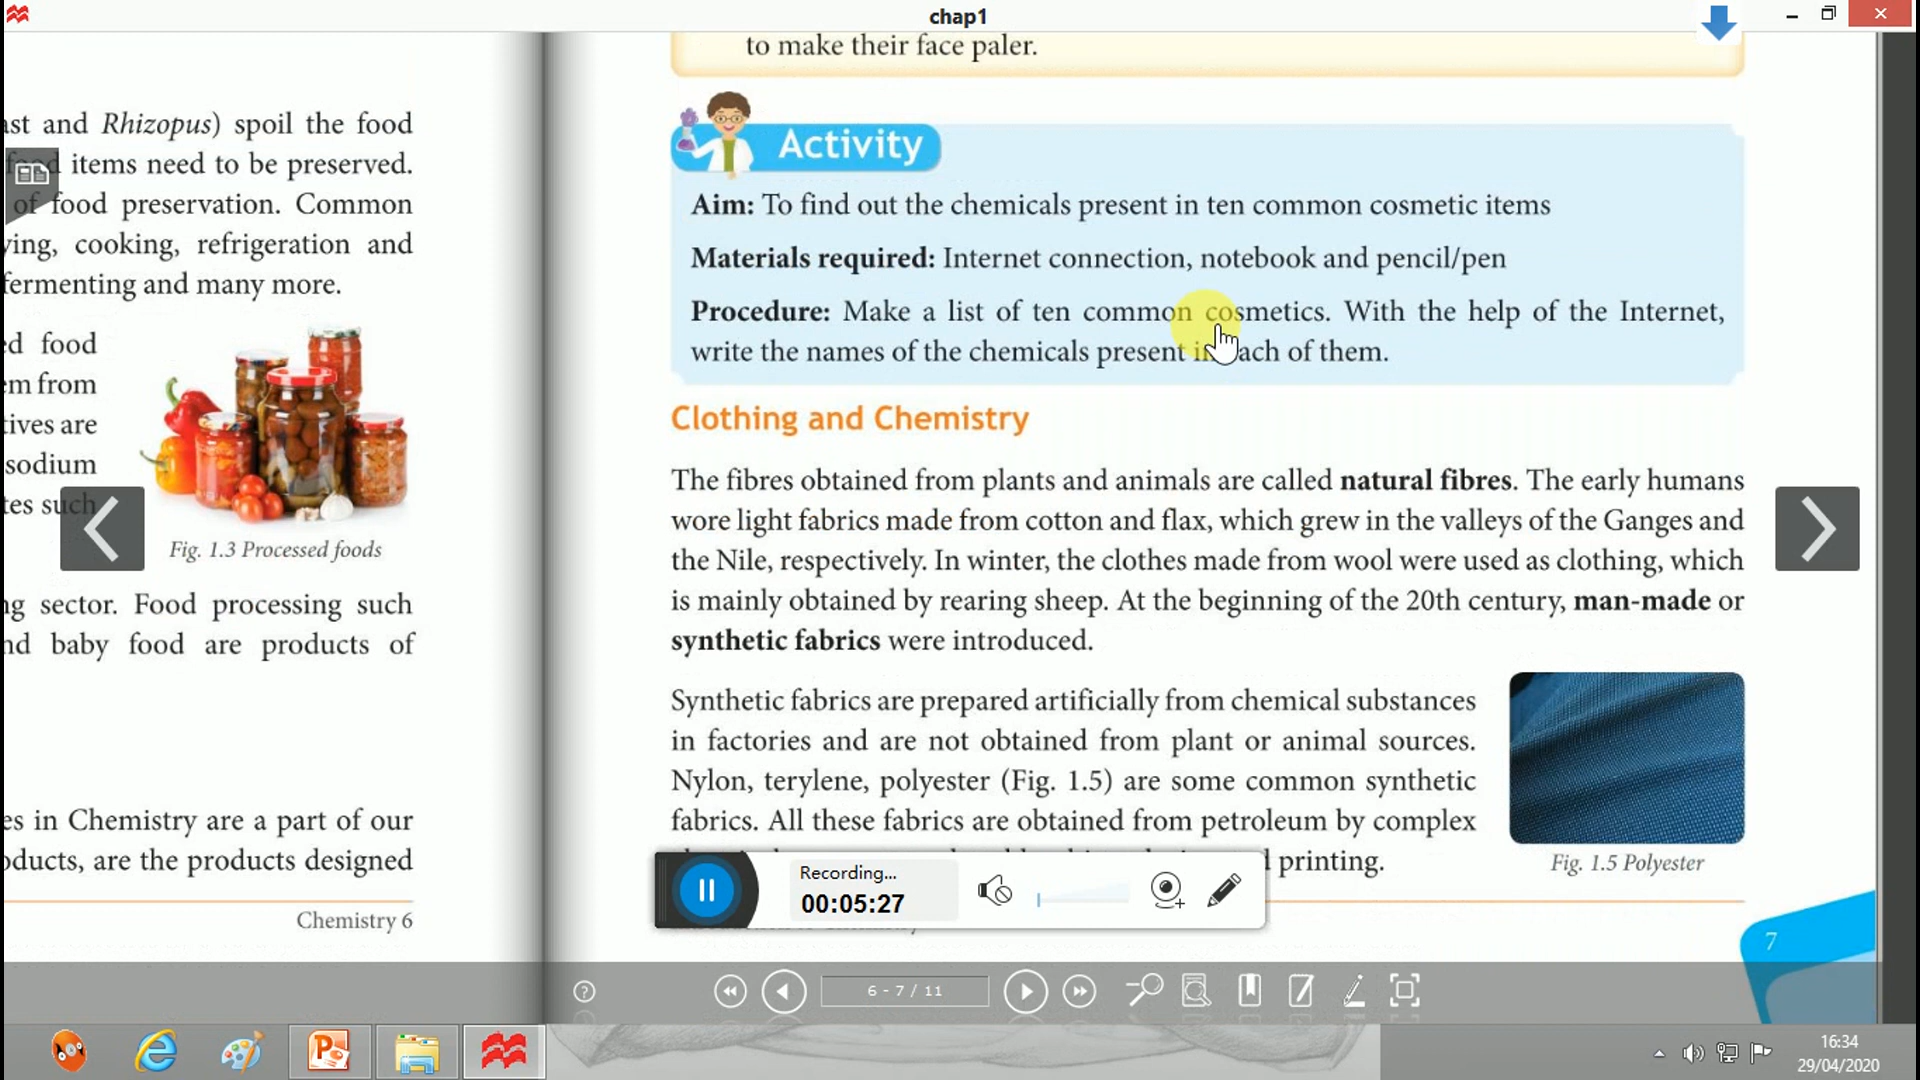 chap1
to make their face paler.
ast and Rhizopus) spoil the food
food items need to be preserved.
of food preservation. Common
ying, cooking, refrigeration and
fermenting and many more.
ed food
em from
tives are
sodium
tes such
Fig. 1.3 Processed foods
ng sector. Food processing such
nd baby food are products of
es in Chemistry are a part of our
oducts, are the products designed
Chemistry 6
Activity
Aim: To find out the chemicals present in ten common cosmetic items
Materials required: Internet connection, notebook and pencil/pen
Procedure: Make a list of ten common cosmetics. With the help of the Internet,
write the names of the chemicals present in each of them.
Clothing and Chemistry
The fibres obtained from plants and animals are called natural fibres. The early humans
wore light fabrics made from cotton and flax, which grew in the valleys of the Ganges and
the Nile, respectively. In winter, the clothes made from wool were used as clothing, which
is mainly obtained by rearing sheep. At the beginning of the 20th century, man-made or
synthetic fabrics were introduced.
Synthetic fabrics are prepared artificially from chemical substances
in factories and are not obtained from plant or animal sources.
Nylon, terylene, polyester (Fig. 1.5) are some common synthetic
fabrics. All these fabrics are obtained from petroleum by complex
printing.
Fig. 1.5 Polyester
7
Recording...
00:05:27
6 - 7 / 11
16:34
29/04/2020